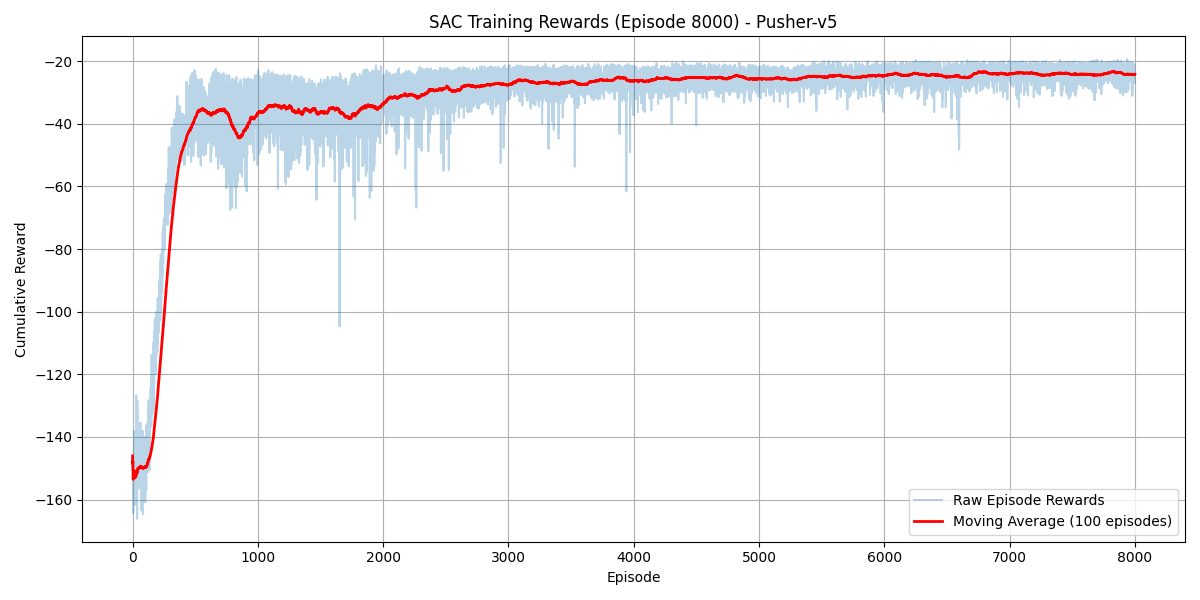 SAC Training Rewards (Episode 8000) - Pusher-v5
Cumulative Reward
−20
−40
−60
−80
−100
−120
−140
−160
0 1000 2000 3000 4000 5000 6000 7000 8000
Episode
Raw Episode Rewards
Moving Average (100 episodes)